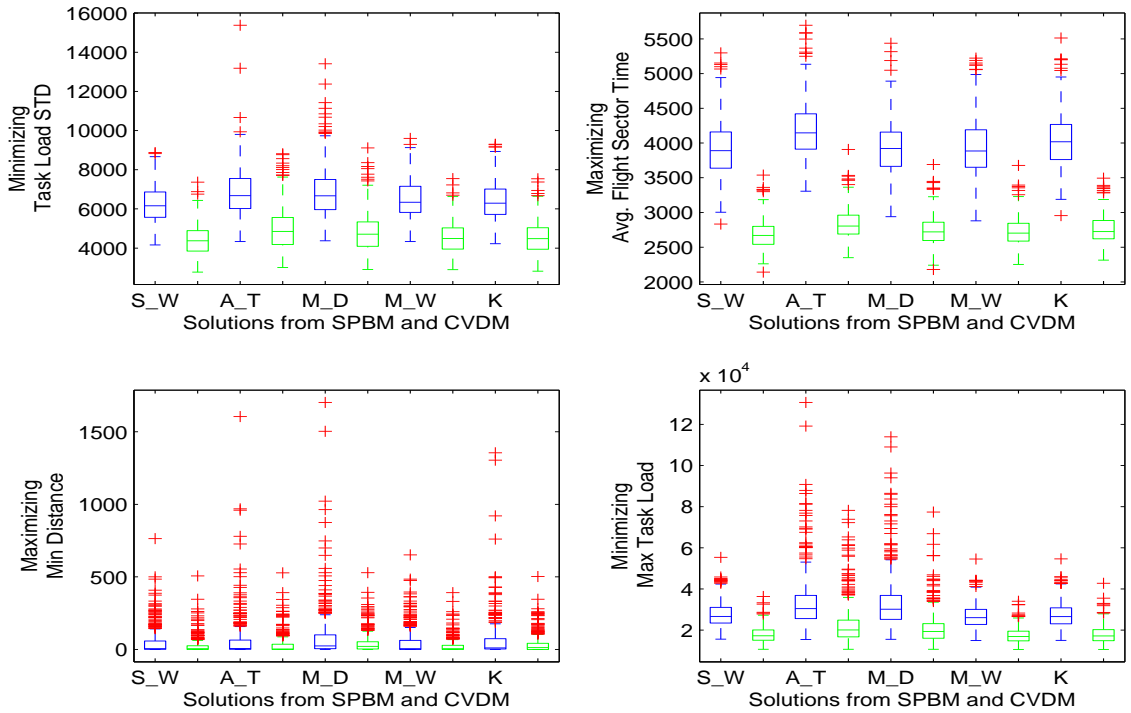 16000
14000
12000
10000
8000
6000
4000
Minimizing
Task Load STD
S_W A_T M_D M_W K
Solutions from SPBM and CVDM
5500
5000
4500
4000
3500
3000
2500
2000
Maximizing
Avg. Flight Sector Time
S_W A_T M_D M_W K
Solutions from SPBM and CVDM
1500
1000
500
0
Maximizing
Min Distance
S_W A_T M_D M_W K
Solutions from SPBM and CVDM
x 10^4
12
10
8
6
4
2
Minimizing
Max Task Load
S_W A_T M_D M_W K
Solutions from SPBM and CVDM